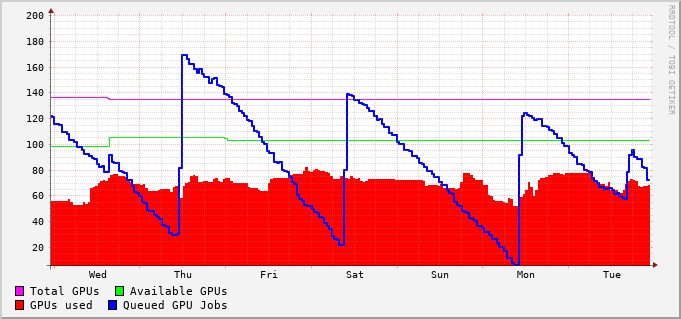 200
180
160
140
120
100
80
60
40
20
Wed Thu Fri Sat Sun Mon Tue
Total GPUs Available GPUs
GPUs used Queued GPU Jobs
RRDTOOL / TOBI OETIKER